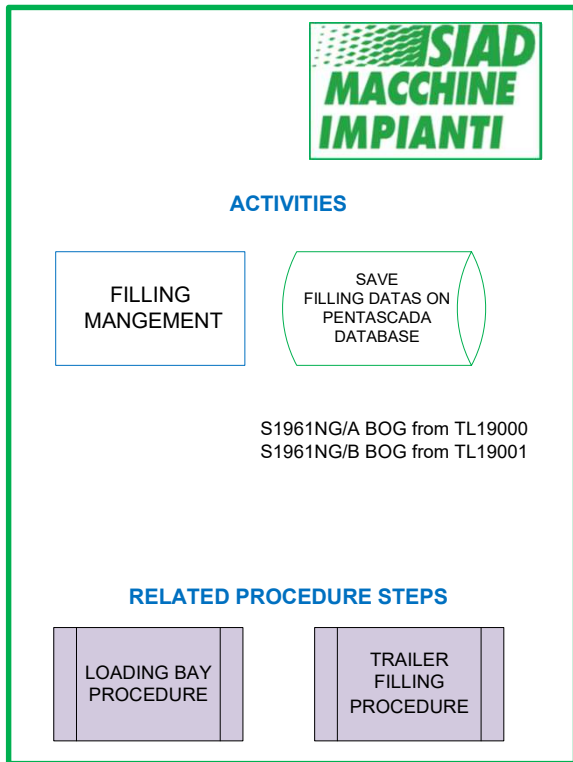 SIAD
MACCHINE
IMPIANTI
ACTIVITIES
FILLING
MANGEMENT
SAVE
FILLING DATAS ON
PENTASCADA
DATABASE
S1961NG/A BOG from TL19000
S1961NG/B BOG from TL19001
RELATED PROCEDURE STEPS
LOADING BAY
PROCEDURE
TRAILER
FILLING
PROCEDURE